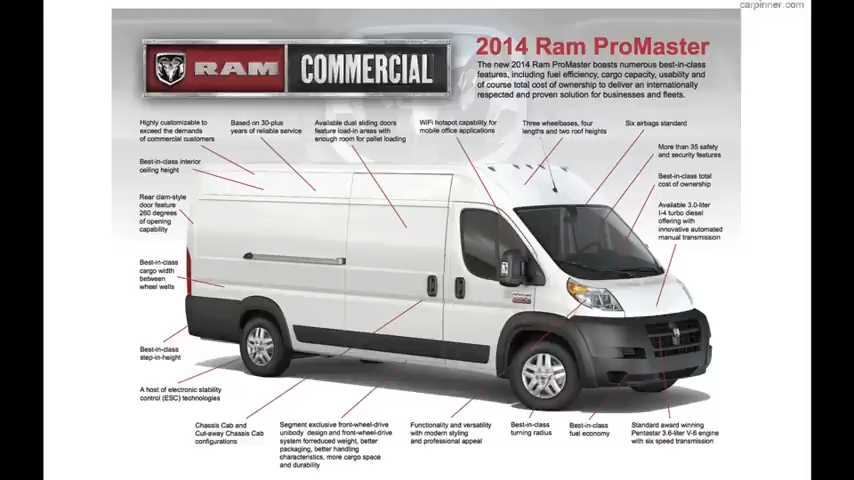 carpinner.com
RAM
COMMERCIAL
2014 Ram ProMaster
The new 2014 Ram ProMaster boasts numerous best-in-class
features, including fuel efficiency, cargo capacity, usability and
of course total cost of ownership to deliver an internationally
respected and proven solution for businesses and fleets.
Highly customizable to
exceed the demands
of commercial customers
Based on 30-plus
years of reliable service
Available dual sliding doors
feature load-in areas with
enough room for pallet loading
WiFi hotspot capability for
mobile office applications
Three wheelbases, four
lengths and two roof heights
Six airbags standard
More than 35 safety
and security features
Best-in-class interior
ceiling height
Best-in-class total
cost of ownership
Rear clam-style
door feature
260 degrees
of opening
capability
Available 3.0-liter
I-4 turbo diesel
offering with
innovative automated
manual transmission
Best-in-class
cargo width
between
wheel wells
Best-in-class
step-in-height
A host of electronic stability
control (ESC) technologies
Chassis Cab and
Cut-away Chassis Cab
configurations
Segment exclusive front-wheel-drive
unibody design and front-wheel-drive
system forreduced weight, better
packaging, better handling
characteristics, more cargo space
and durability
Functionality and versatility
with modern styling
and professional appeal
Best-in-class
turning radius
Best-in-class
fuel economy
Standard award winning
Pentastar 3.6-liter V-6 engine
with six speed transmission